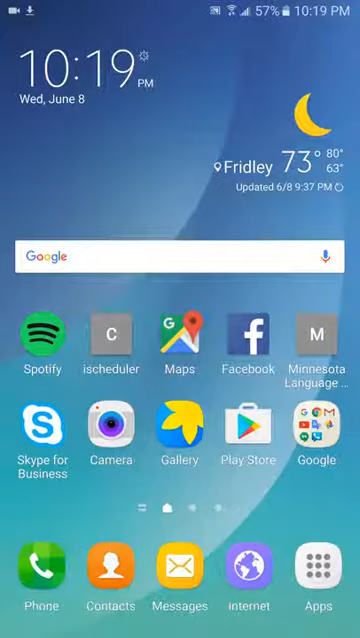 57% 10:19 PM
10:19 PM
Wed, June 8
Fridley 73° 80° 63°
Updated 6/8 9:37 PM
Google
C
G
M
Spotify ischeduler Maps Facebook Minnesota Language ...
Skype for Business Camera Gallery Play Store Google
Phone Contacts Messages Internet Apps